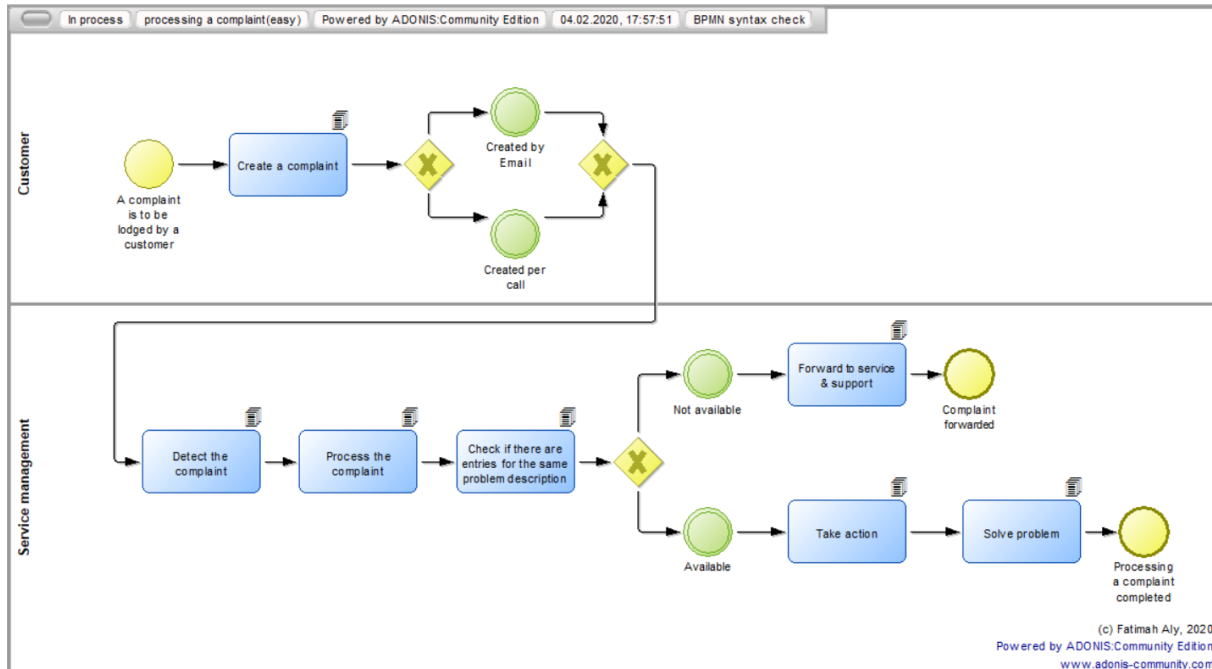 In process processing a complaint(easy) Powered by ADONIS:Community Edition 04.02.2020, 17:57:51 BPMN syntax check
Customer
A complaint
is to be
lodged by a
customer
Create a complaint
Created by
Email
Created per
call
Service management
Detect the
complaint
Process the
complaint
Check if there are
entries for the same
problem description
Not available
Forward to service
& support
Complaint
forwarded
Available
Take action
Solve problem
Processing
a complaint
completed
(c) Fatimah Aly, 2020
Powered by ADONIS:Community Edition
www.adonis-community.com